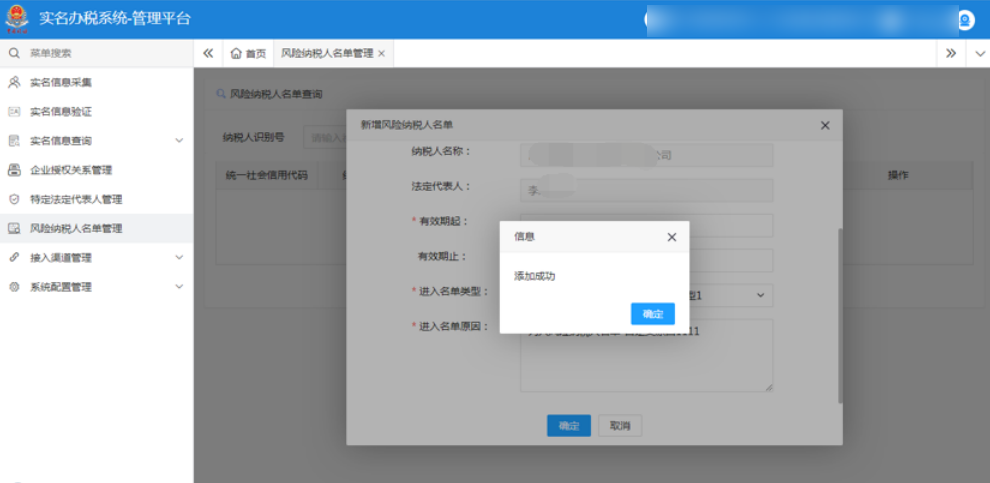 实名办税系统-管理平台
菜单搜索
首页
风险纳税人名单管理
实名信息采集
实名信息验证
实名信息查询
企业授权关系管理
特定法定代表人管理
风险纳税人名单管理
接入渠道管理
系统配置管理
风险纳税人名单查询
纳税人识别号
请输入
统一社会信用代码
操作
新增风险纳税人名单
纳税人名称：
公司
法定代表人：
李
* 有效期起：
有效期止：
* 进入名单类型：
型1
* 进入名单原因：
信息
添加成功
确定
确定
取消